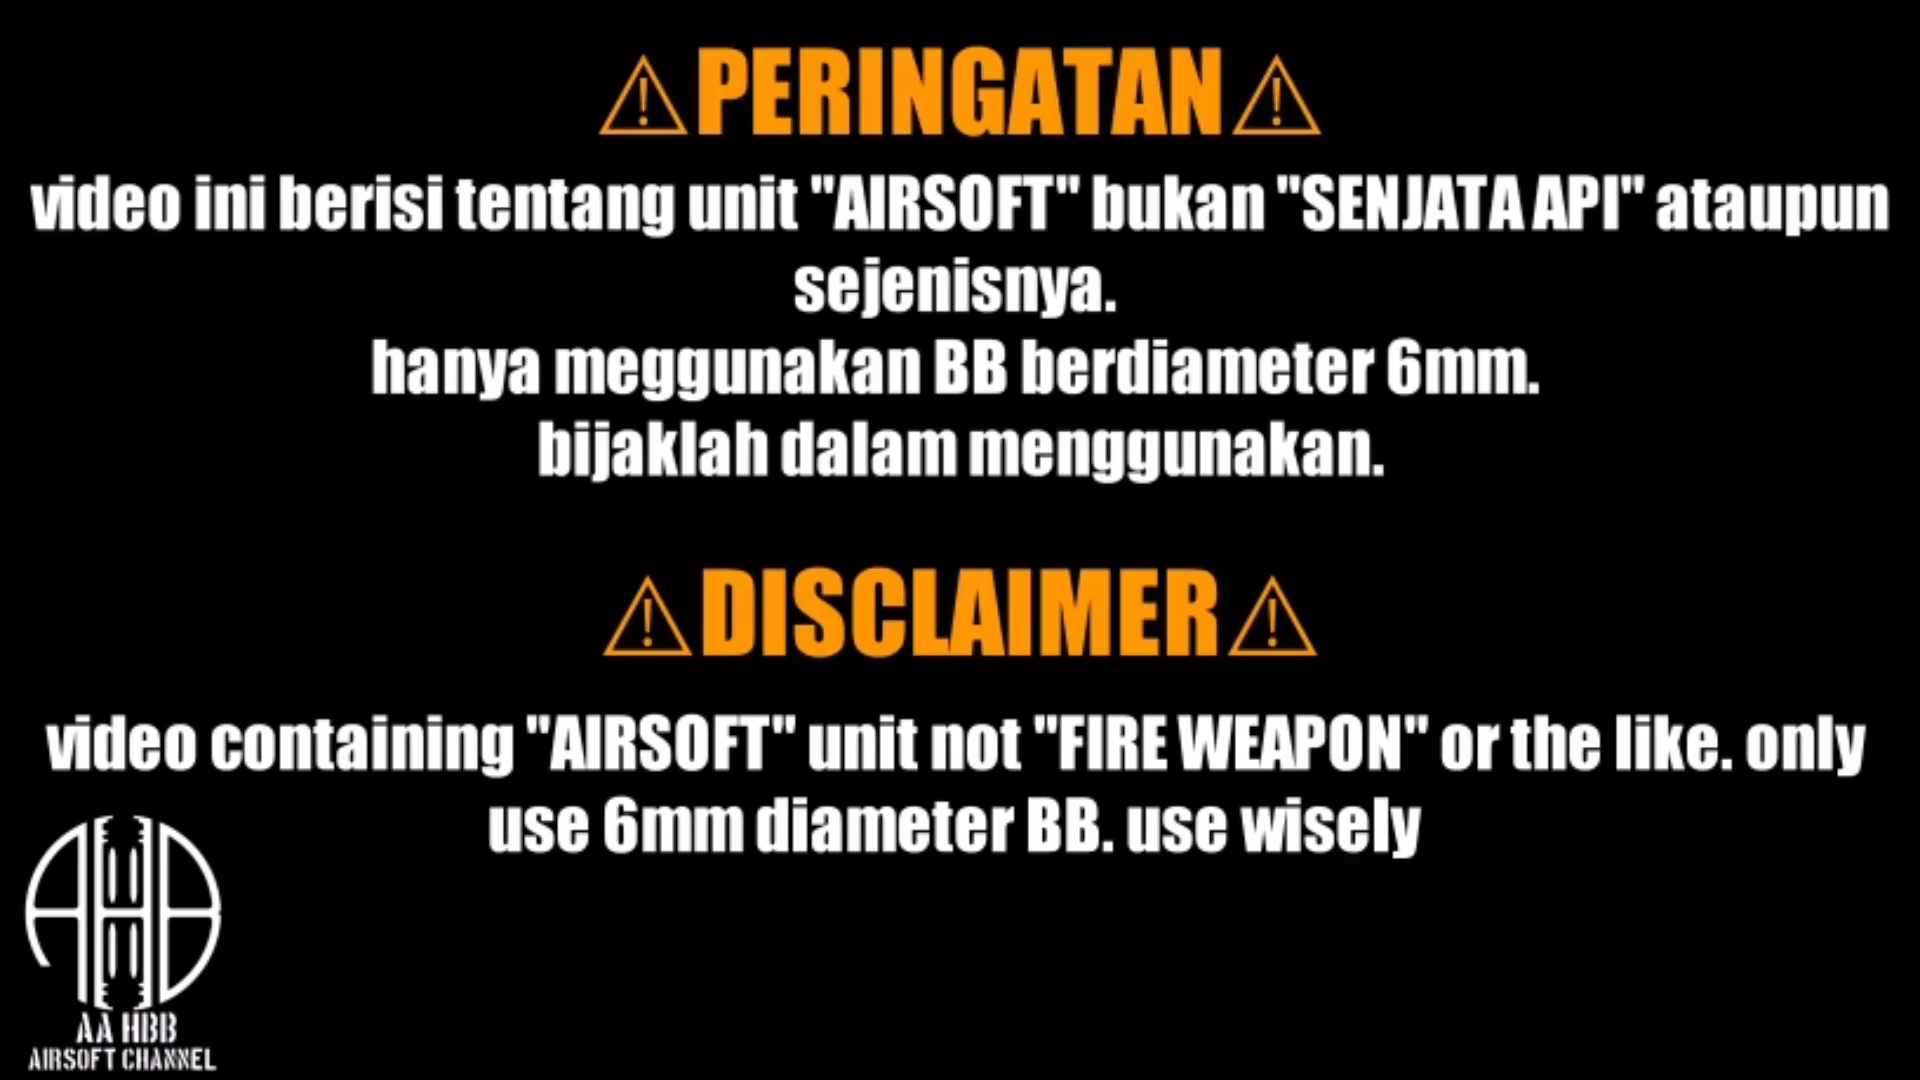 ⚠PERINGATAN⚠
video ini berisi tentang unit "AIRSOFT" bukan "SENJATA API" ataupun
sejenisnya.
hanya meggunakan BB berdiameter 6mm.
bijaklah dalam menggunakan.
⚠DISCLAIMER⚠
video containing "AIRSOFT" unit not "FIRE WEAPON" or the like. only
use 6mm diameter BB. use wisely
AHB
AA HBB
AIRSOFT CHANNEL